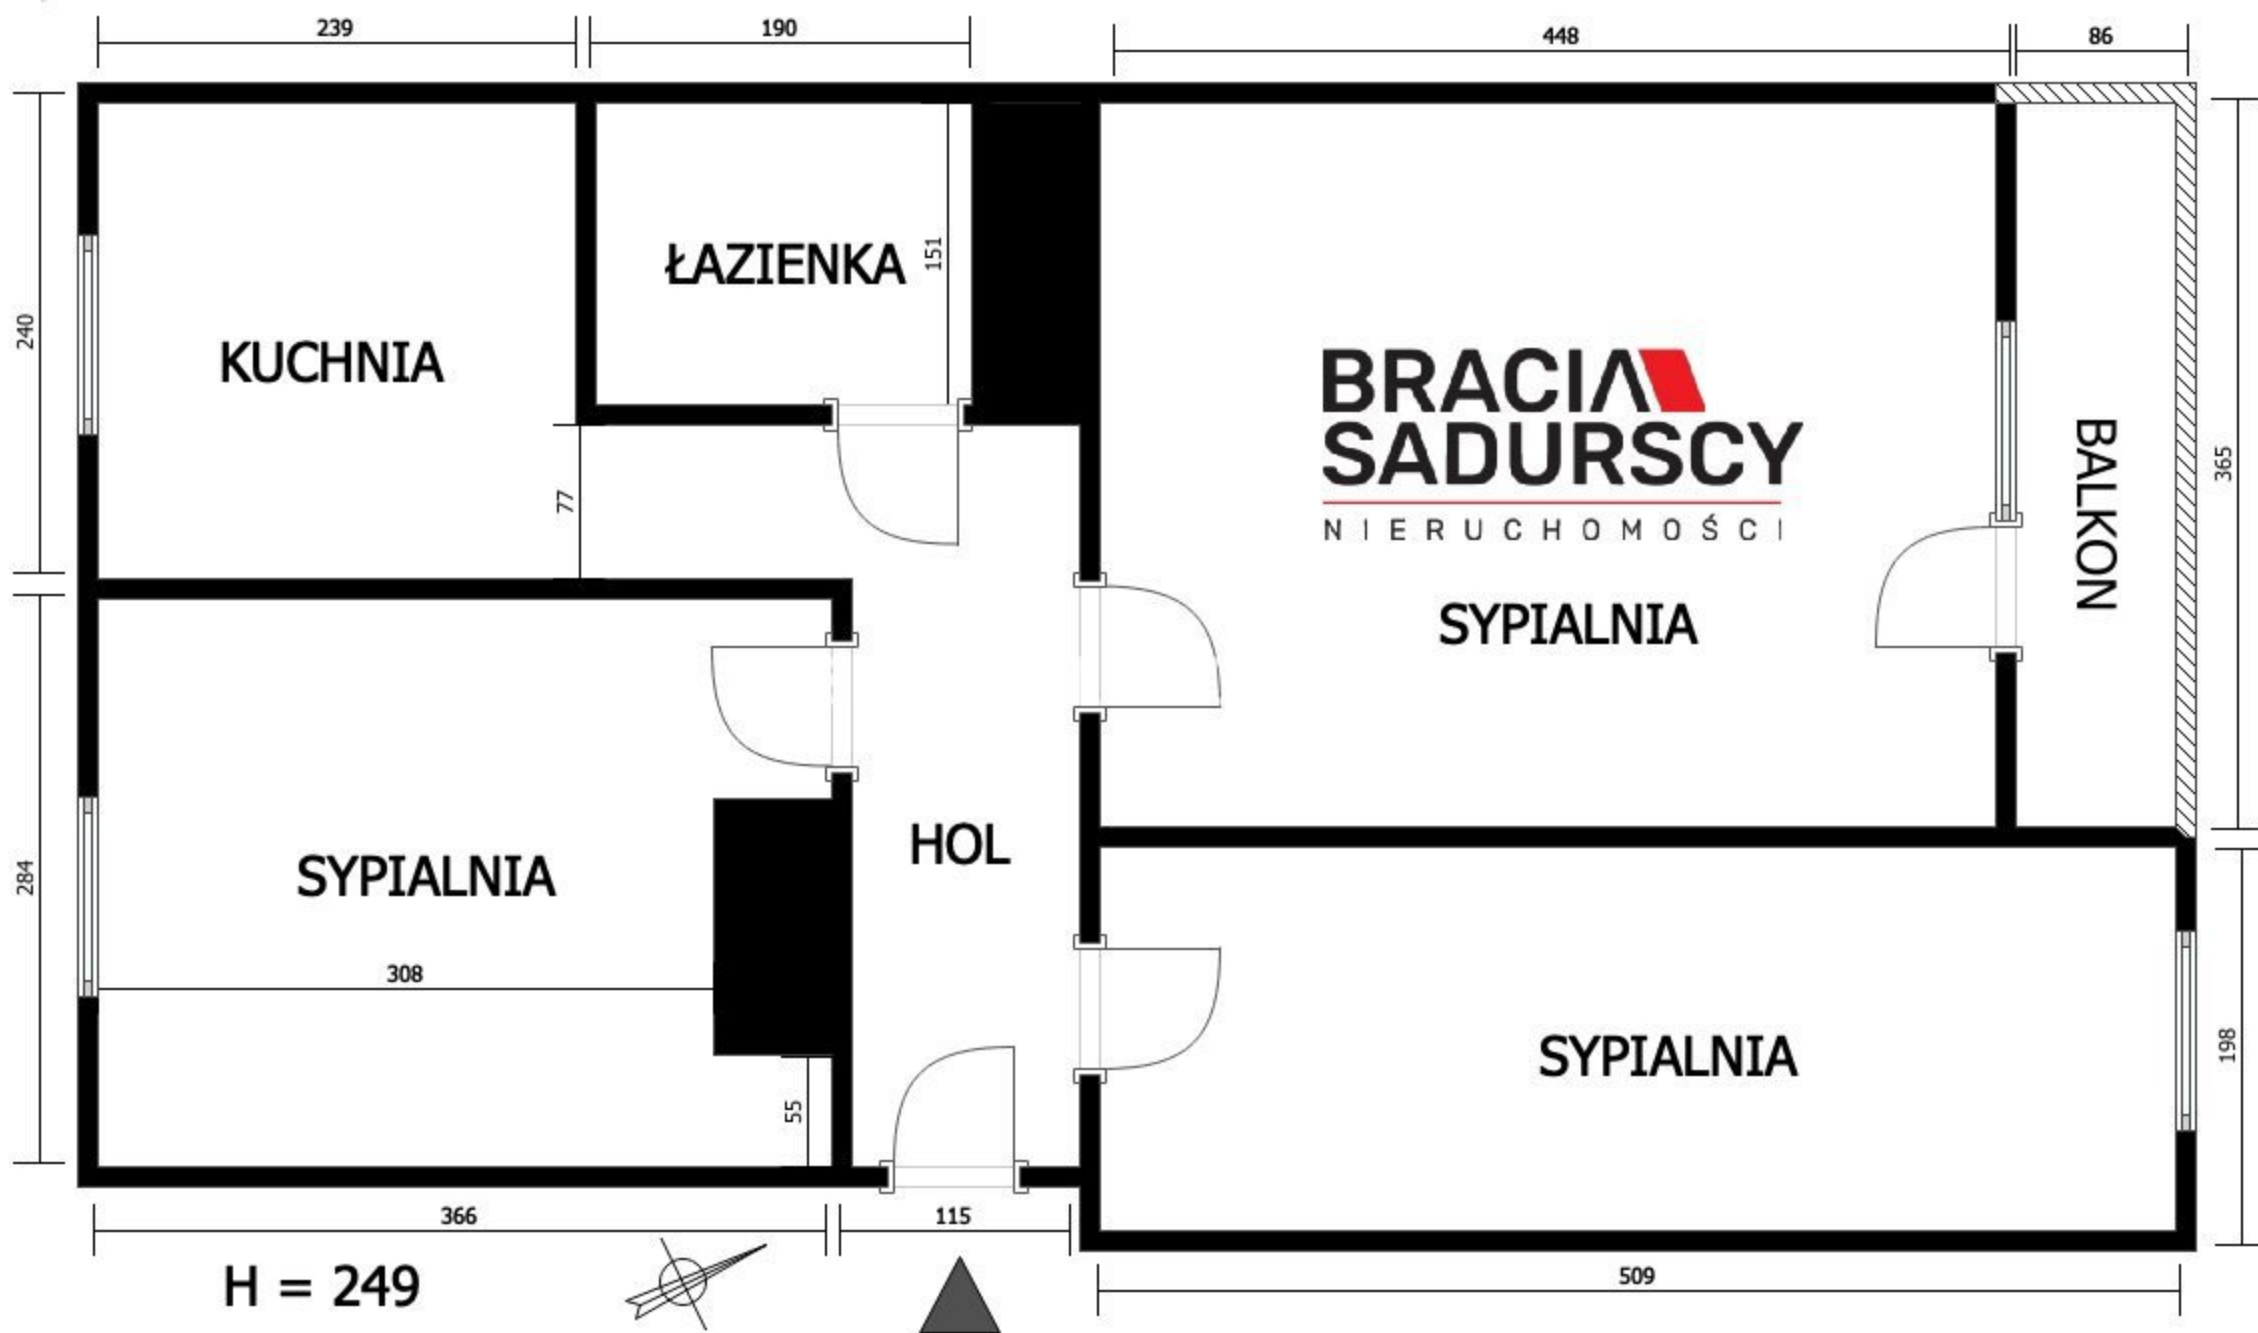 239
190
448
86
240
KUCHNIA
ŁAZIENKA
151
77
BRACIA
SADURSCY
NIERUCHOMOŚCI
SYPIALNIA
BALKON
365
284
SYPIALNIA
308
55
HOL
SYPIALNIA
198
366
115
509
H = 249